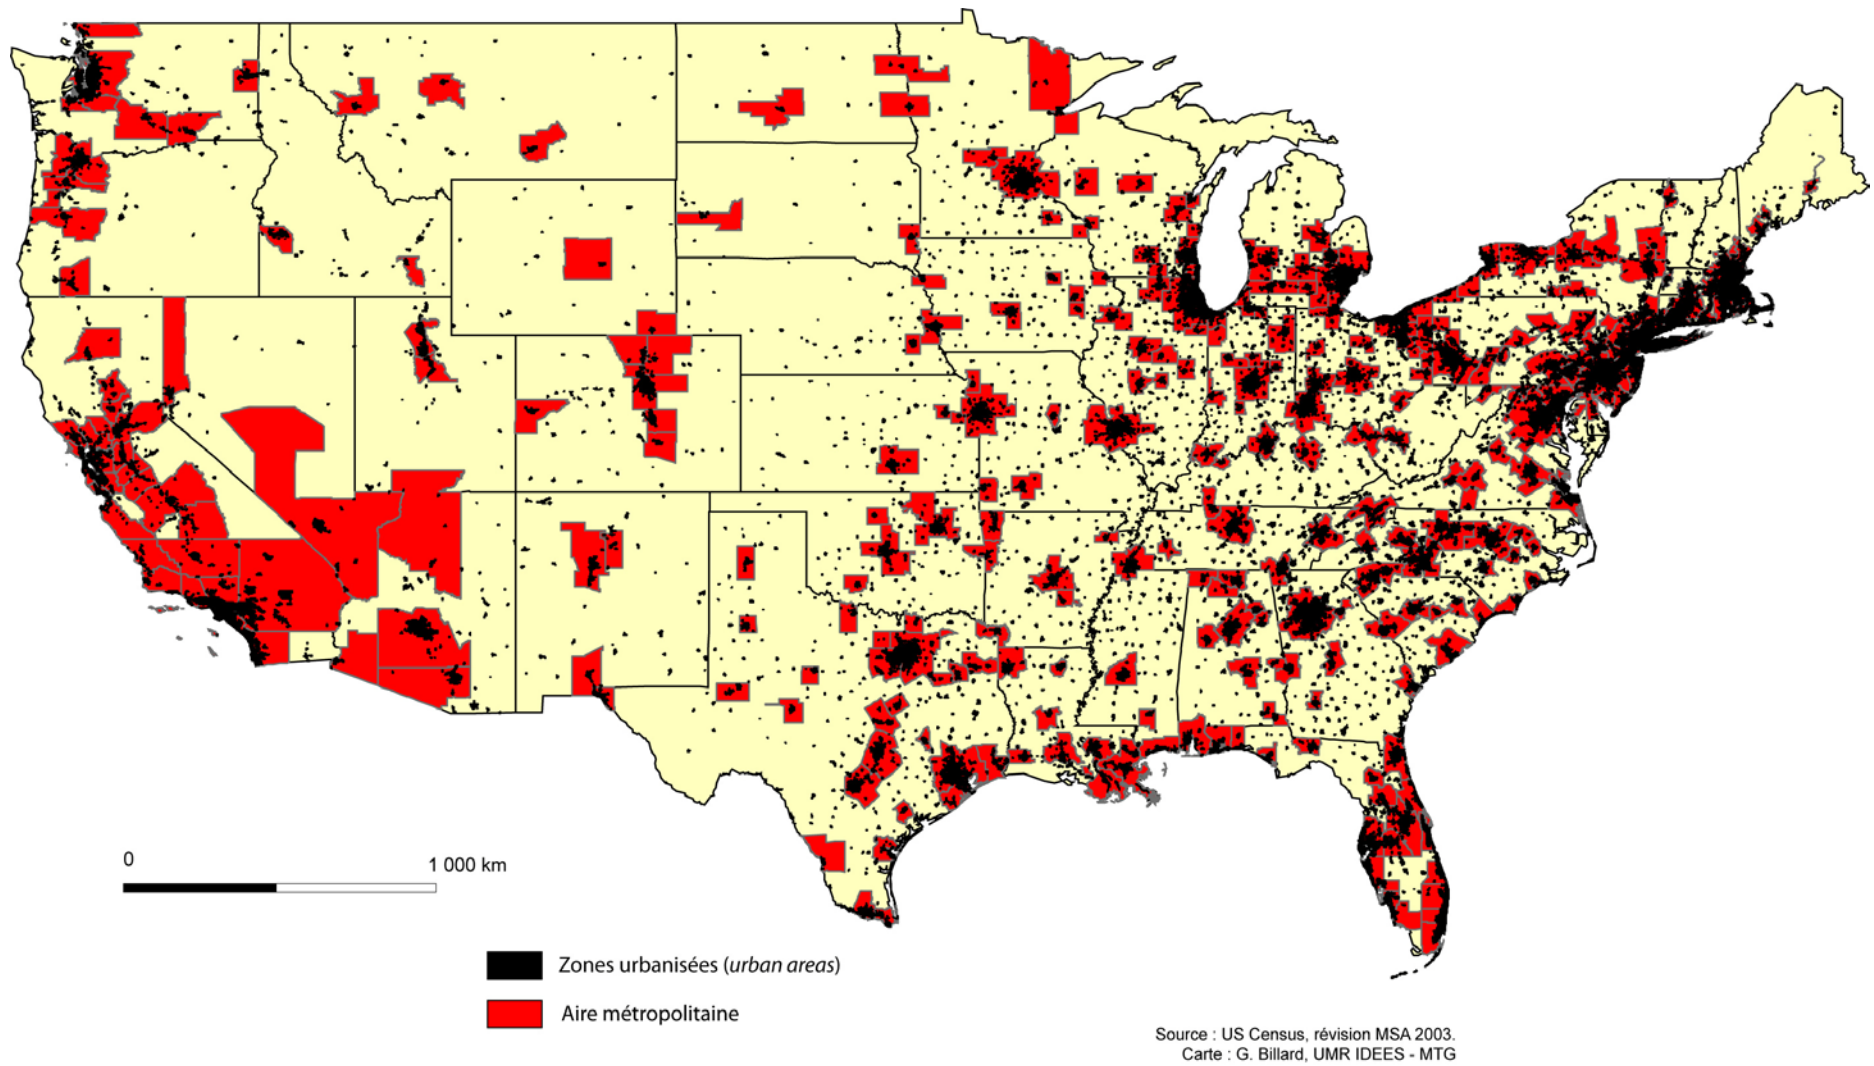 0
1 000 km
Zones urbanisées (urban areas)
Aire métropolitaine
Source : US Census, révision MSA 2003.
Carte : G. Billard, UMR IDEES - MTG